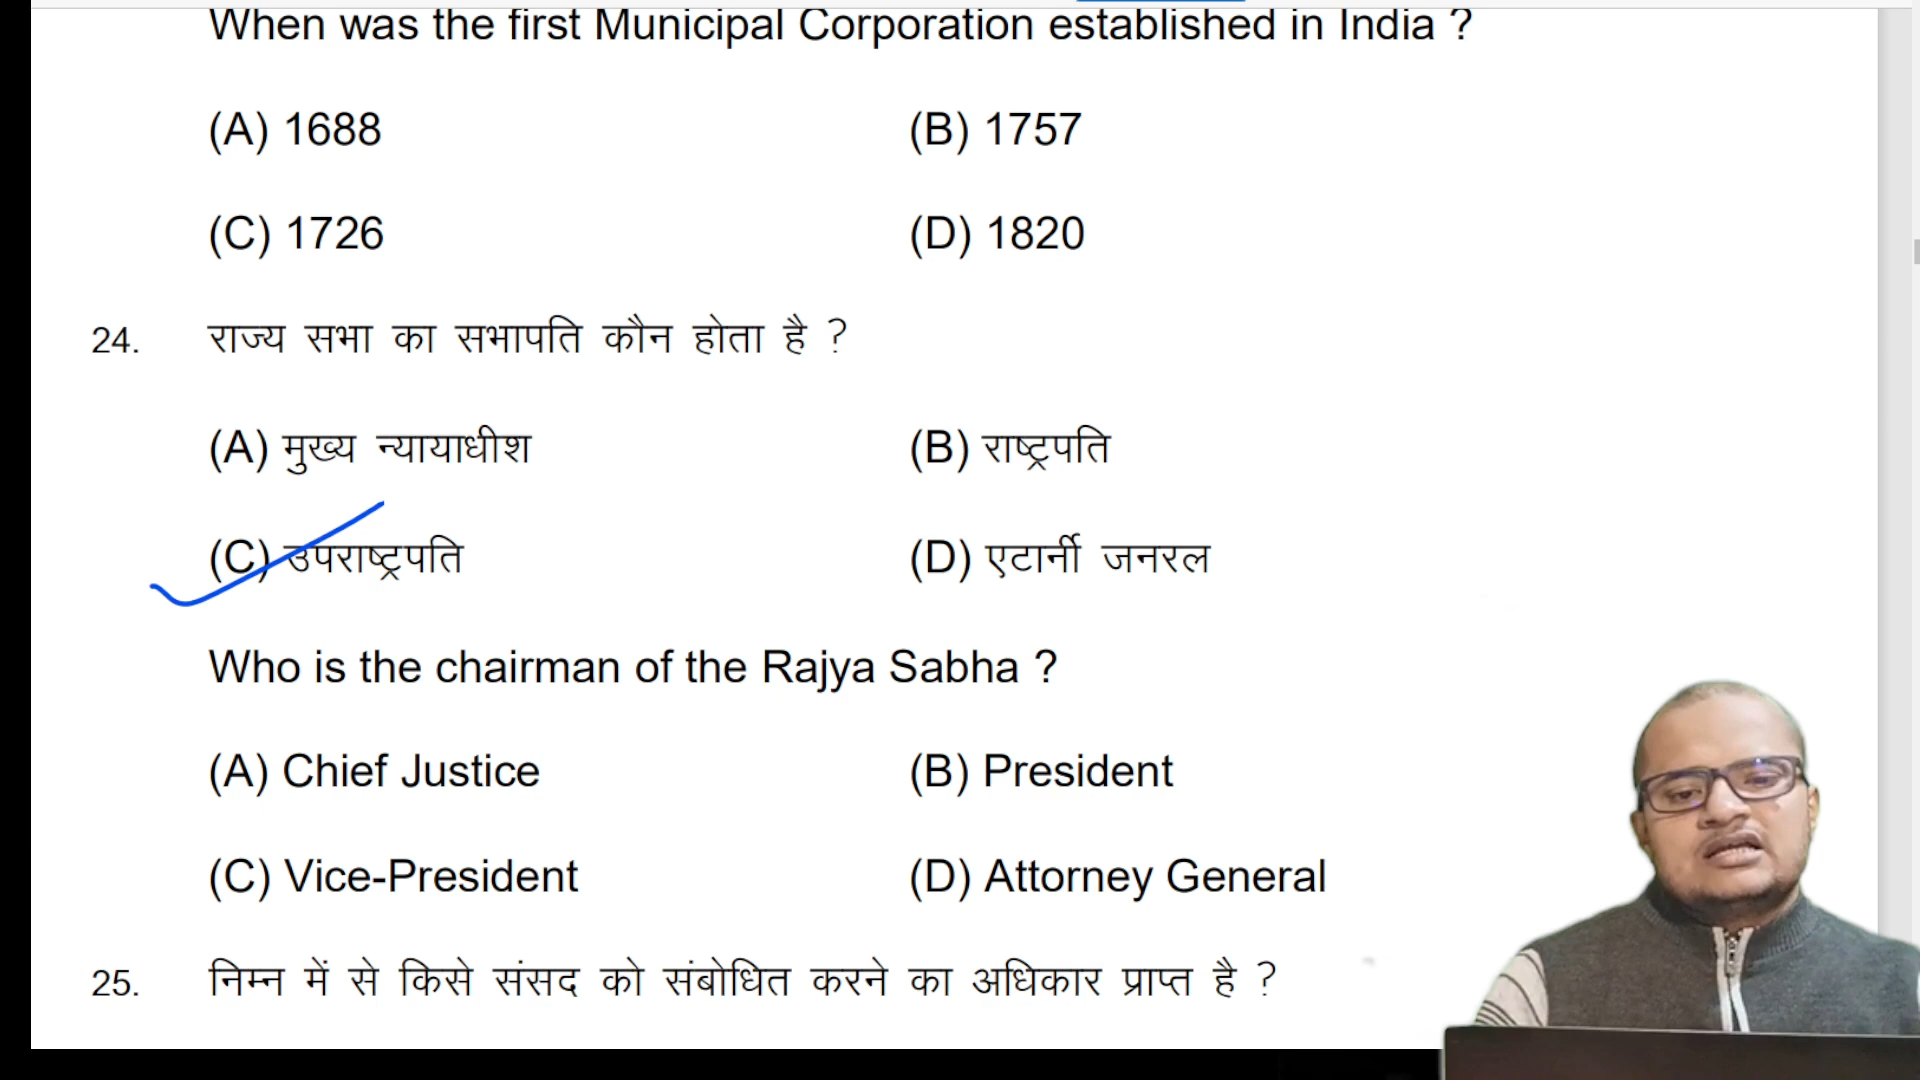 When was the first Municipal Corporation established in India ?
(A) 1688 (B) 1757
(C) 1726 (D) 1820
24. राज्य सभा का सभापति कौन होता है ?
(A) मुख्य न्यायाधीश (B) राष्ट्रपति
(C) उपराष्ट्रपति (D) एटार्नी जनरल
Who is the chairman of the Rajya Sabha ?
(A) Chief Justice (B) President
(C) Vice-President (D) Attorney General
25. निम्न में से किसे संसद को संबोधित करने का अधिकार प्राप्त है ?